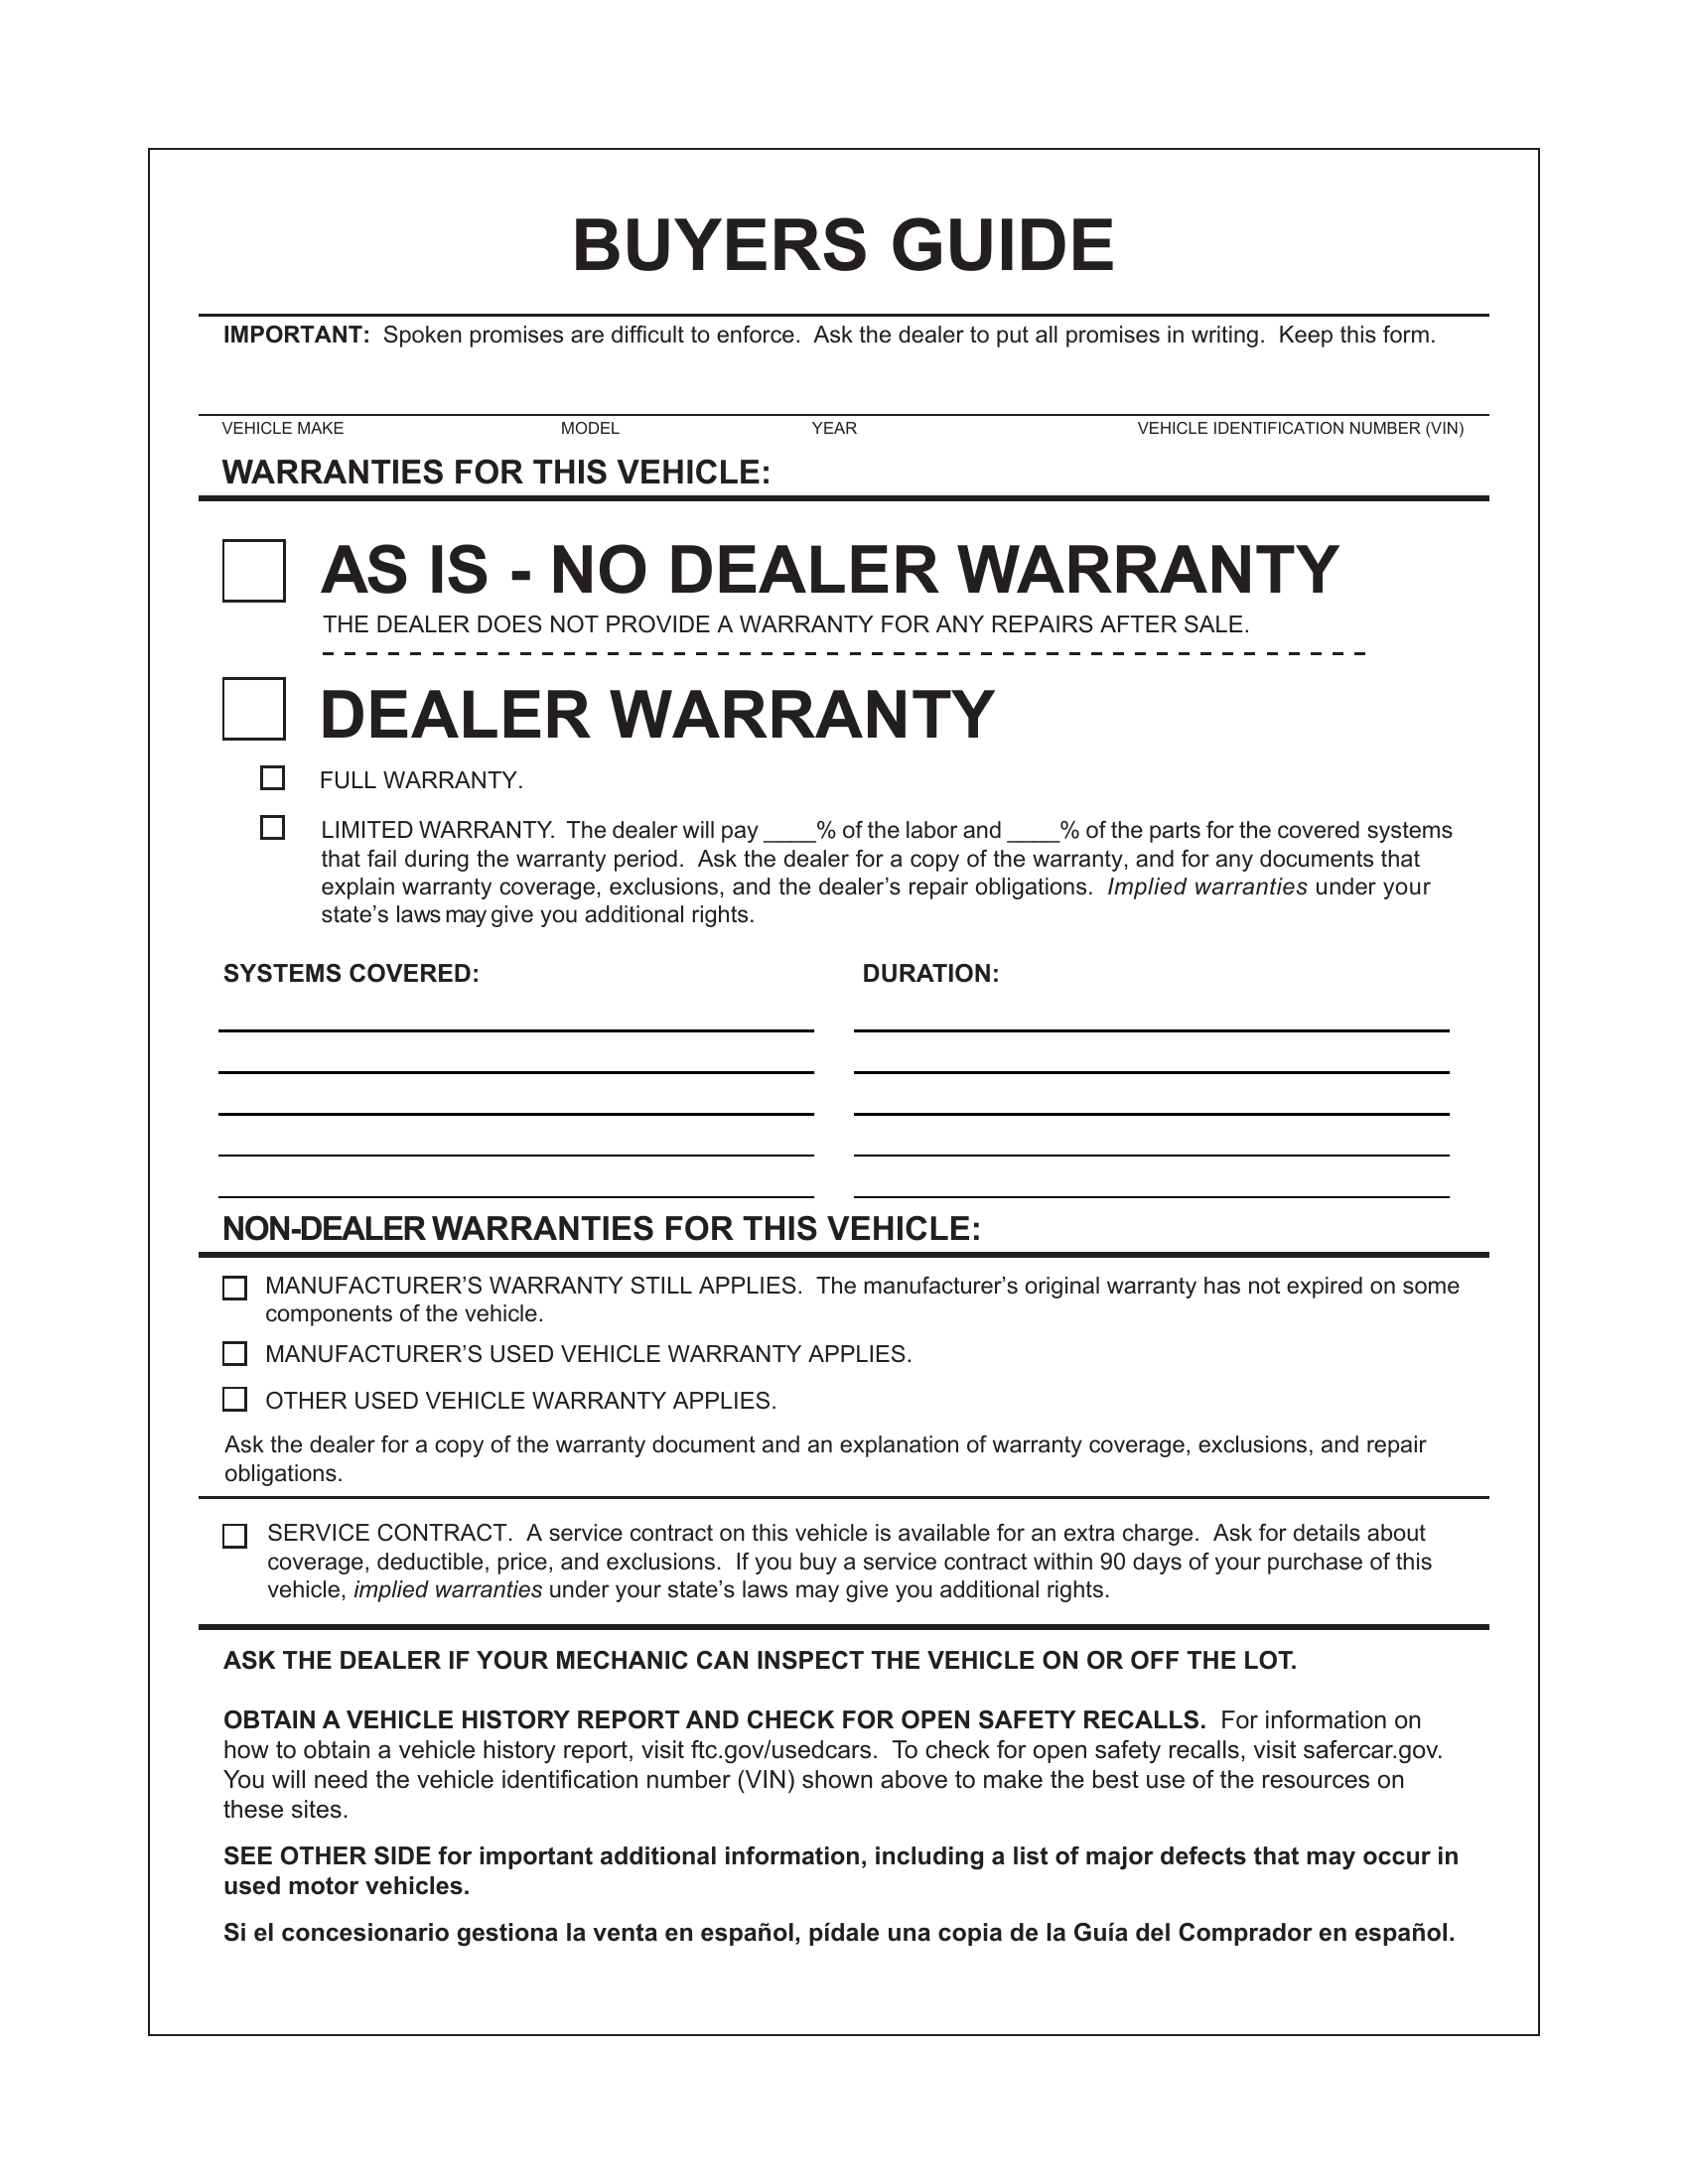 BUYERS GUIDE
IMPORTANT: Spoken promises are difficult to enforce. Ask the dealer to put all promises in writing. Keep this form.
VEHICLE MAKE MODEL YEAR VEHICLE IDENTIFICATION NUMBER (VIN)
WARRANTIES FOR THIS VEHICLE:
AS IS - NO DEALER WARRANTY
THE DEALER DOES NOT PROVIDE A WARRANTY FOR ANY REPAIRS AFTER SALE.
DEALER WARRANTY
FULL WARRANTY.
LIMITED WARRANTY. The dealer will pay ____% of the labor and ____% of the parts for the covered systems
that fail during the warranty period. Ask the dealer for a copy of the warranty, and for any documents that
explain warranty coverage, exclusions, and the dealer’s repair obligations. Implied warranties under your
state’s laws may give you additional rights.
SYSTEMS COVERED: DURATION:
NON-DEALER WARRANTIES FOR THIS VEHICLE:
MANUFACTURER’S WARRANTY STILL APPLIES. The manufacturer’s original warranty has not expired on some
components of the vehicle.
MANUFACTURER’S USED VEHICLE WARRANTY APPLIES.
OTHER USED VEHICLE WARRANTY APPLIES.
Ask the dealer for a copy of the warranty document and an explanation of warranty coverage, exclusions, and repair
obligations.
SERVICE CONTRACT. A service contract on this vehicle is available for an extra charge. Ask for details about
coverage, deductible, price, and exclusions. If you buy a service contract within 90 days of your purchase of this
vehicle, implied warranties under your state’s laws may give you additional rights.
ASK THE DEALER IF YOUR MECHANIC CAN INSPECT THE VEHICLE ON OR OFF THE LOT.
OBTAIN A VEHICLE HISTORY REPORT AND CHECK FOR OPEN SAFETY RECALLS. For information on
how to obtain a vehicle history report, visit ftc.gov/usedcars. To check for open safety recalls, visit safercar.gov.
You will need the vehicle identification number (VIN) shown above to make the best use of the resources on
these sites.
SEE OTHER SIDE for important additional information, including a list of major defects that may occur in
used motor vehicles.
Si el concesionario gestiona la venta en español, pídale una copia de la Guía del Comprador en español.